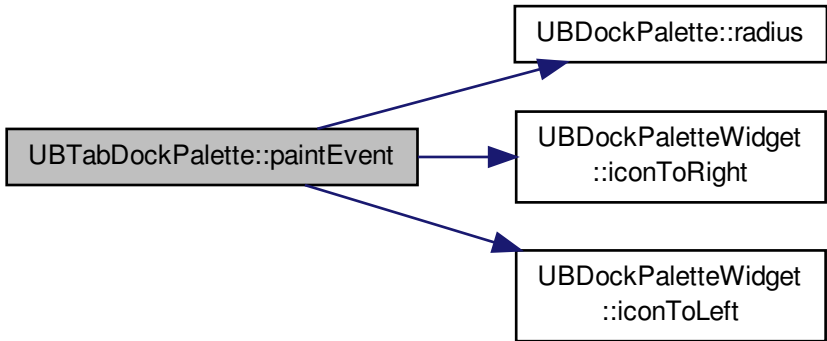 UBDockPalette::radius
UBTabDockPalette::paintEvent
UBDockPaletteWidget
::iconToRight
UBDockPaletteWidget
::iconToLeft